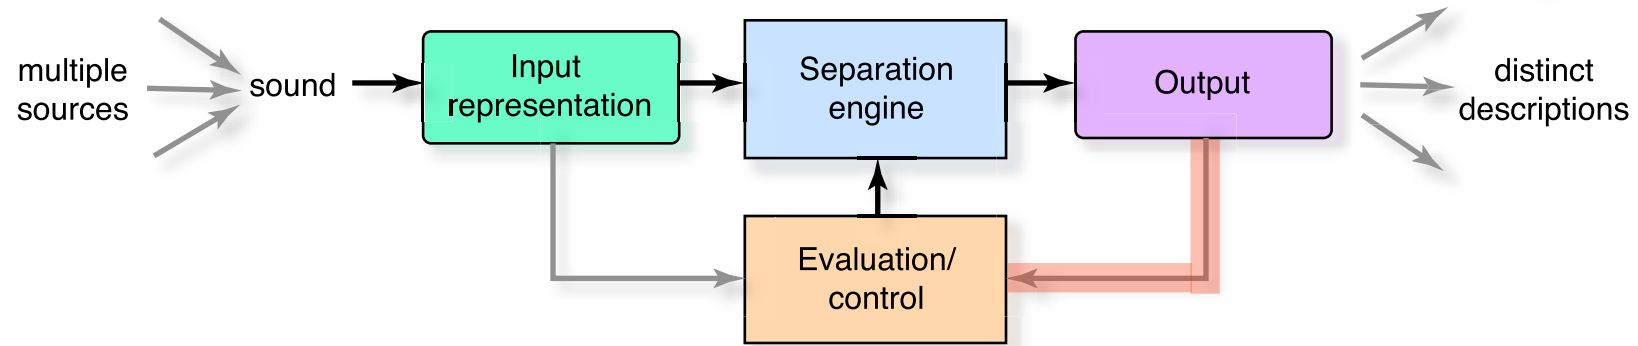 multiple
sources
sound
Input
representation
Separation
engine
Output
distinct
descriptions
Evaluation/
control